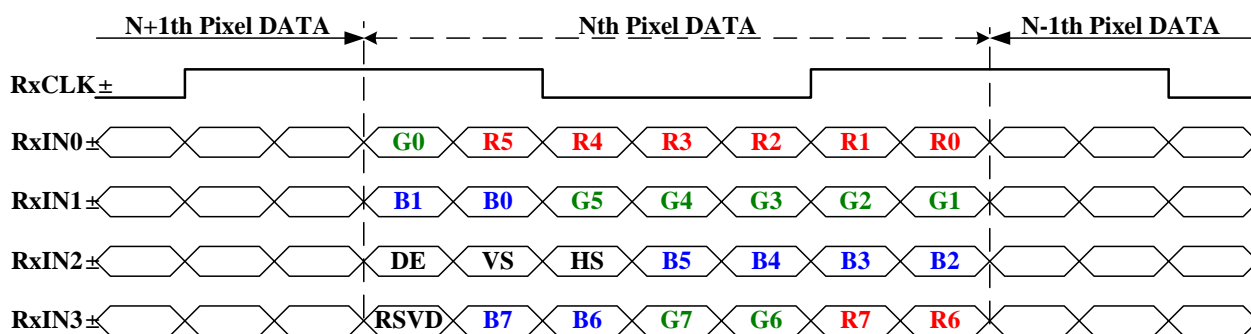 N+1th Pixel DATA Nth Pixel DATA N-1th Pixel DATA
RxCLK±
RxIN0± G0 R5 R4 R3 R2 R1 R0
RxIN1± B1 B0 G5 G4 G3 G2 G1
RxIN2± DE VS HS B5 B4 B3 B2
RxIN3± RSVD B7 B6 G7 G6 R7 R6